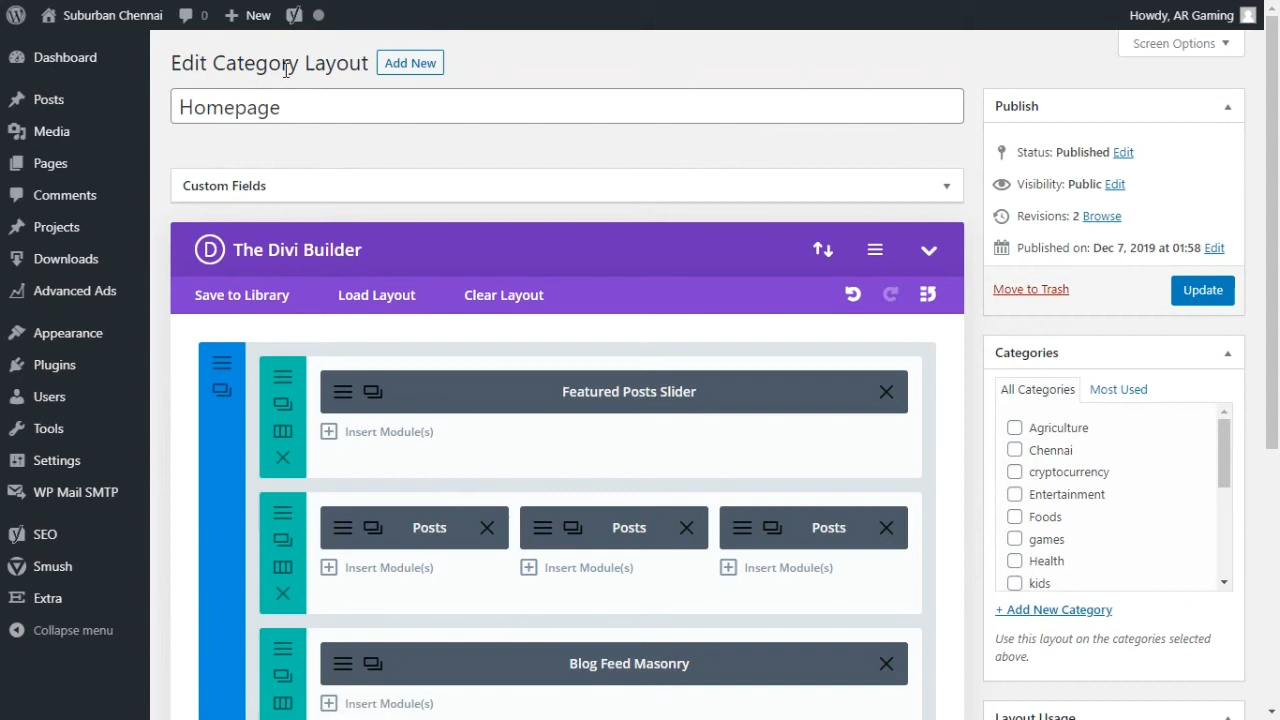 Suburban Chennai
0
New
Howdy, AR Gaming
Dashboard
Posts
Media
Pages
Comments
Projects
Downloads
Advanced Ads
Appearance
Plugins
Users
Tools
Settings
WP Mail SMTP
SEO
Smush
Extra
Collapse menu
Screen Options
Edit Category Layout
Add New
Homepage
Custom Fields
D The Divi Builder
Save to Library
Load Layout
Clear Layout
Featured Posts Slider
Insert Module(s)
Posts
Posts
Posts
Insert Module(s)
Insert Module(s)
Insert Module(s)
Blog Feed Masonry
Insert Module(s)
Publish
Status: Published Edit
Visibility: Public Edit
Revisions: 2 Browse
Published on: Dec 7, 2019 at 01:58 Edit
Move to Trash
Update
Categories
All Categories
Most Used
Agriculture
Chennai
cryptocurrency
Entertainment
Foods
games
Health
kids
+ Add New Category
Use this layout on the categories selected
above.
Layout Usage